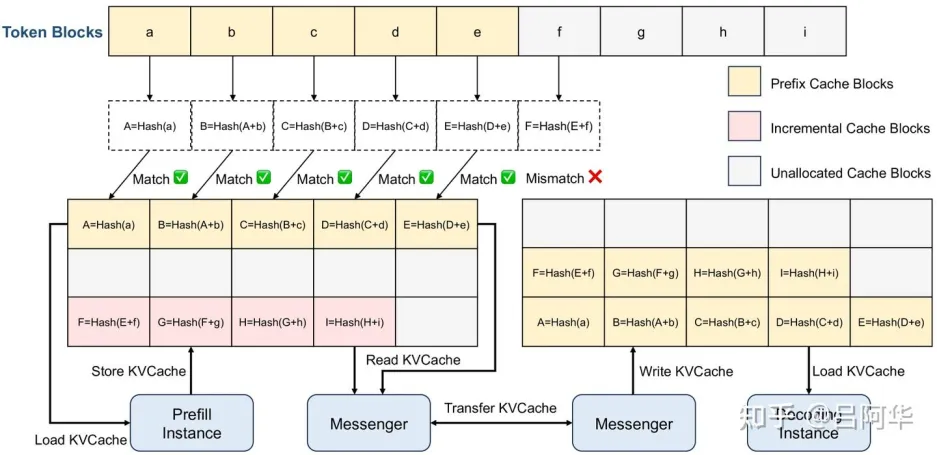 Token Blocks a b c d e f g h i
Prefix Cache Blocks
A=Hash(a) B=Hash(A+b) C=Hash(B+c) D=Hash(C+d) E=Hash(D+e) F=Hash(E+f)
Incremental Cache Blocks
Match ✅ Match ✅ Match ✅ Match ✅ Match ✅ Mismatch ❌
Unallocated Cache Blocks
A=Hash(a) B=Hash(A+b) C=Hash(B+c) D=Hash(C+d) E=Hash(D+e)
F=Hash(E+f) G=Hash(F+g) H=Hash(G+h) I=Hash(H+i)
F=Hash(E+f) G=Hash(F+g) H=Hash(G+h) I=Hash(H+i)
A=Hash(a) B=Hash(A+b) C=Hash(B+c) D=Hash(C+d) E=Hash(D+e)
Store KVCache
Read KVCache
Write KVCache
Load KVCache
Load KVCache
Prefill
Instance
Messenger
Transfer KVCache
Messenger
Decoding
Instance
知乎 @吕阿华